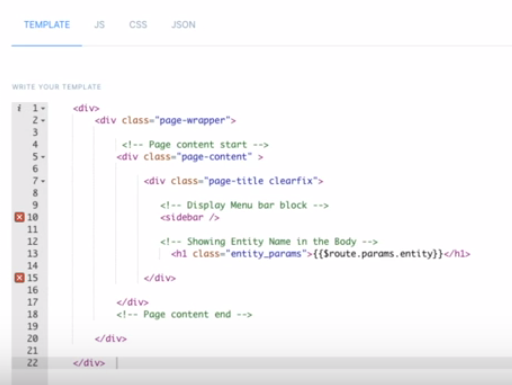 TEMPLATE JS CSS JSON
WRITE YOUR TEMPLATE
i 1 <div>
2 <div class="page-wrapper">
3
4 <!-- Page content start -->
5 <div class="page-content" >
6
7 <div class="page-title clearfix">
8
9 <!-- Display Menu bar block -->
10 <sidebar />
11
12 <!-- Showing Entity Name in the Body -->
13 <h1 class="entity_params">{{$route.params.entity}}</h1>
14
15 </div>
16
17 </div>
18 <!-- Page content end -->
19
20 </div>
21
22 </div>